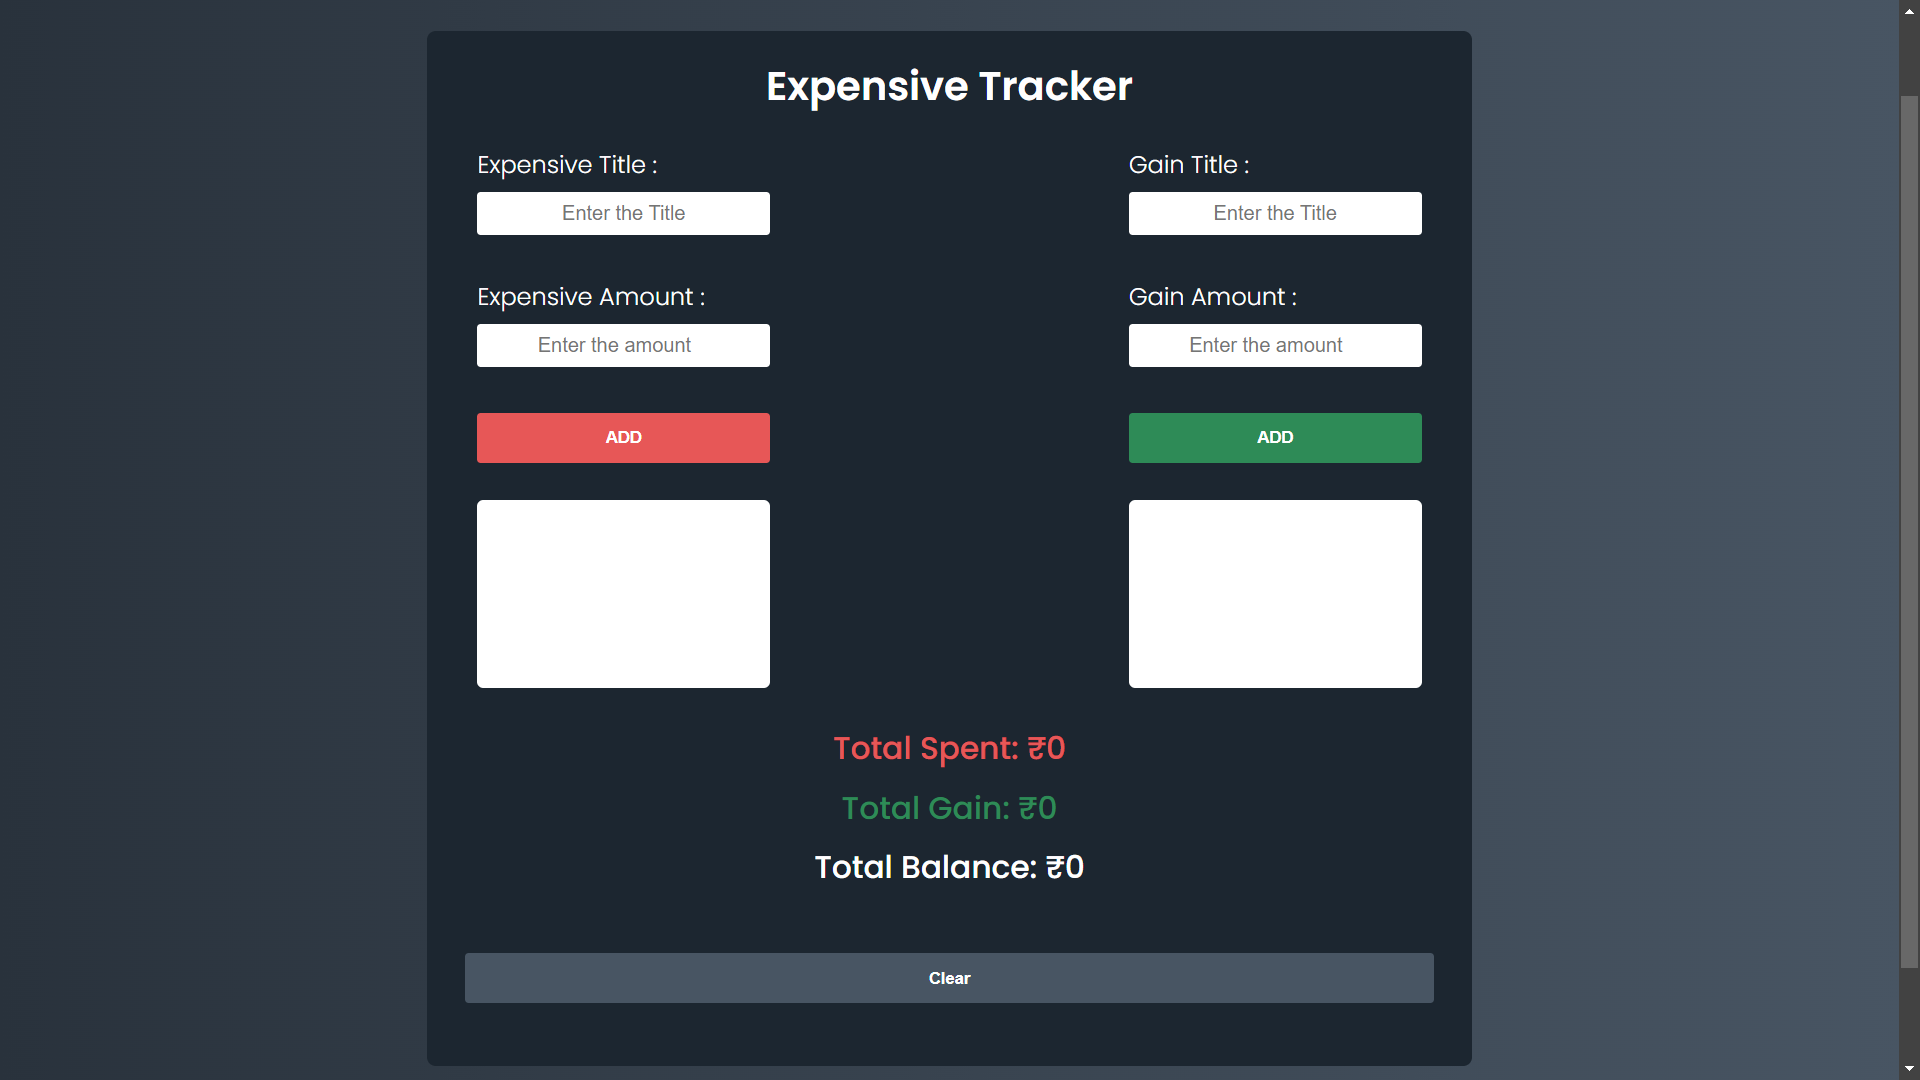 Expensive Tracker
Expensive Title :
Enter the Title
Expensive Amount :
Enter the amount
ADD
Gain Title :
Enter the Title
Gain Amount :
Enter the amount
ADD
Total Spent: ₹0
Total Gain: ₹0
Total Balance: ₹0
Clear